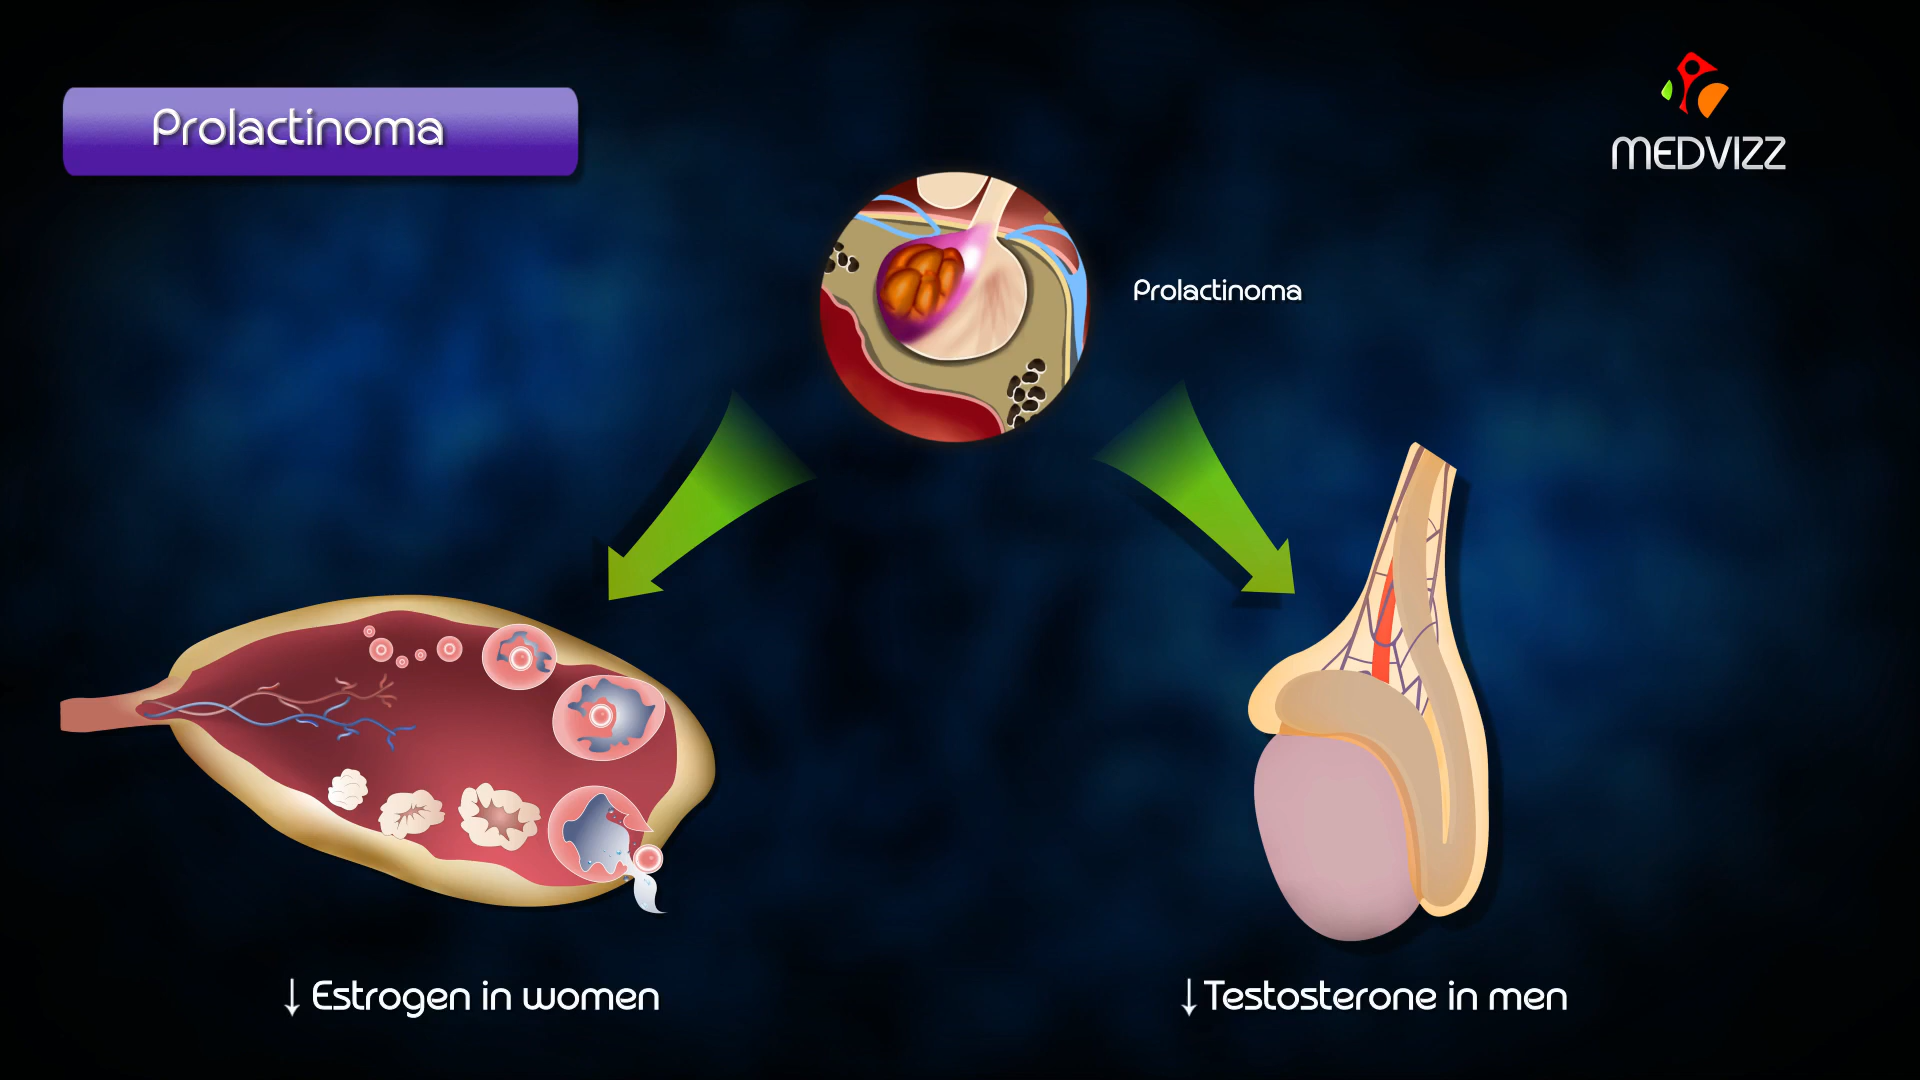 Prolactinoma
MEDVIZZ
Prolactinoma
↓ Estrogen in women
↓ Testosterone in men